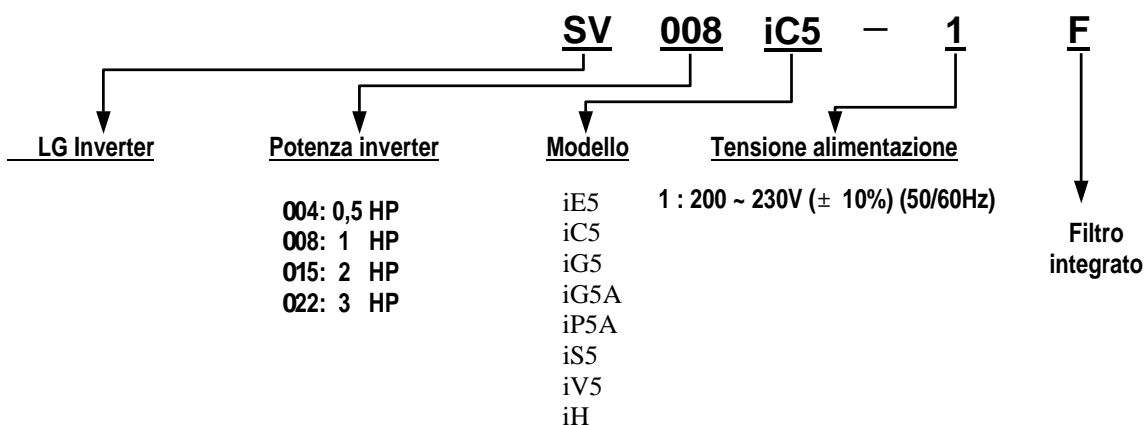 SV 008 iC5 – 1 F
LG Inverter
Potenza inverter
Modello
Tensione alimentazione
004: 0,5 HP
008: 1 HP
015: 2 HP
022: 3 HP
iE5
iC5
iG5
iG5A
iP5A
iS5
iV5
iH
1 : 200 ~ 230V (± 10%) (50/60Hz)
Filtro
integrato